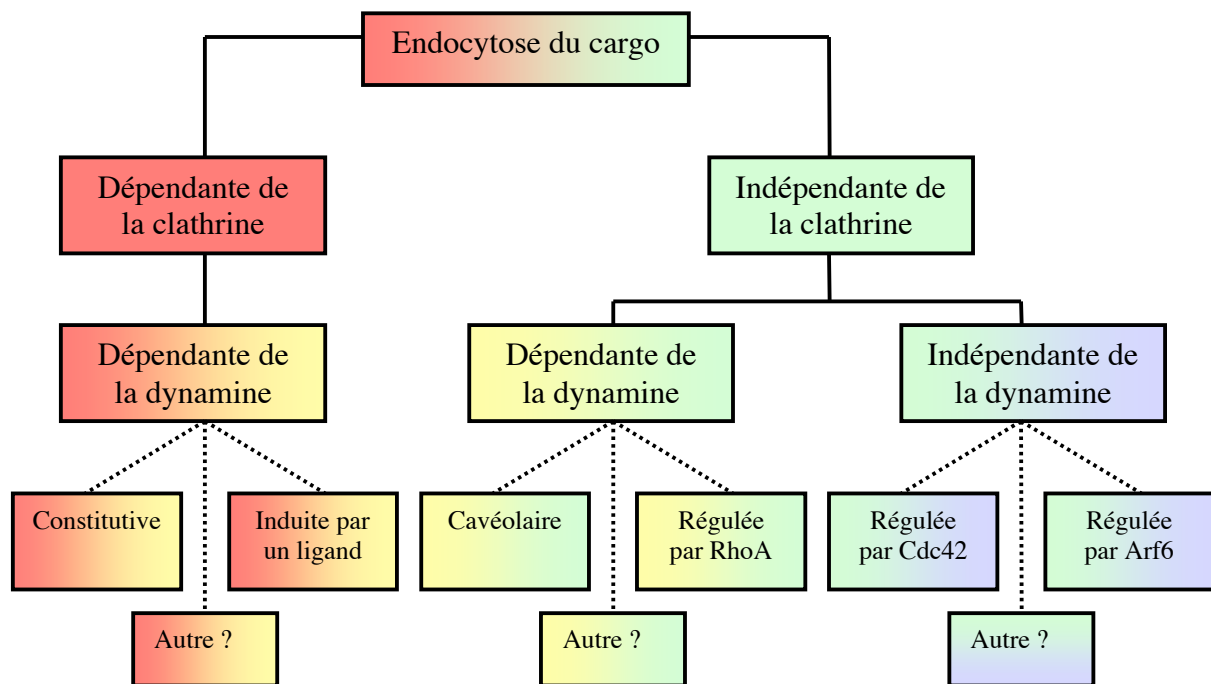 Endocytose du cargo
Dépendante de
la clathrine
Indépendante de
la clathrine
Dépendante de
la dynamine
Dépendante de
la dynamine
Indépendante de
la dynamine
Constitutive
Induite par
un ligand
Cavéolaire
Régulée
par RhoA
Régulée
par Cdc42
Régulée
par Arf6
Autre ?
Autre ?
Autre ?